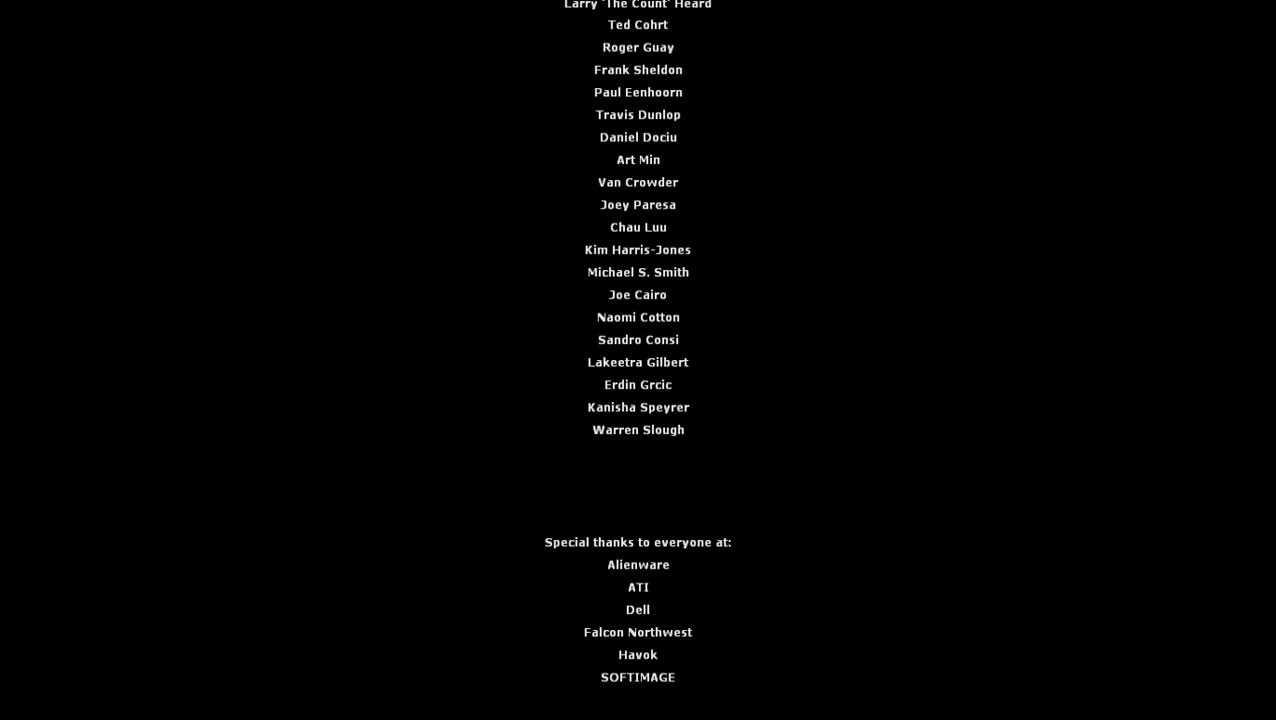 Larry 'The Count' Heard
Ted Cohrt
Roger Guay
Frank Sheldon
Paul Eenhoorn
Travis Dunlop
Daniel Dociu
Art Min
Van Crowder
Joey Paresa
Chau Luu
Kim Harris-Jones
Michael S. Smith
Joe Cairo
Naomi Cotton
Sandro Consi
Lakeetra Gilbert
Erdin Grcic
Kanisha Speyrer
Warren Slough
Special thanks to everyone at:
Alienware
ATI
Dell
Falcon Northwest
Havok
SOFTIMAGE